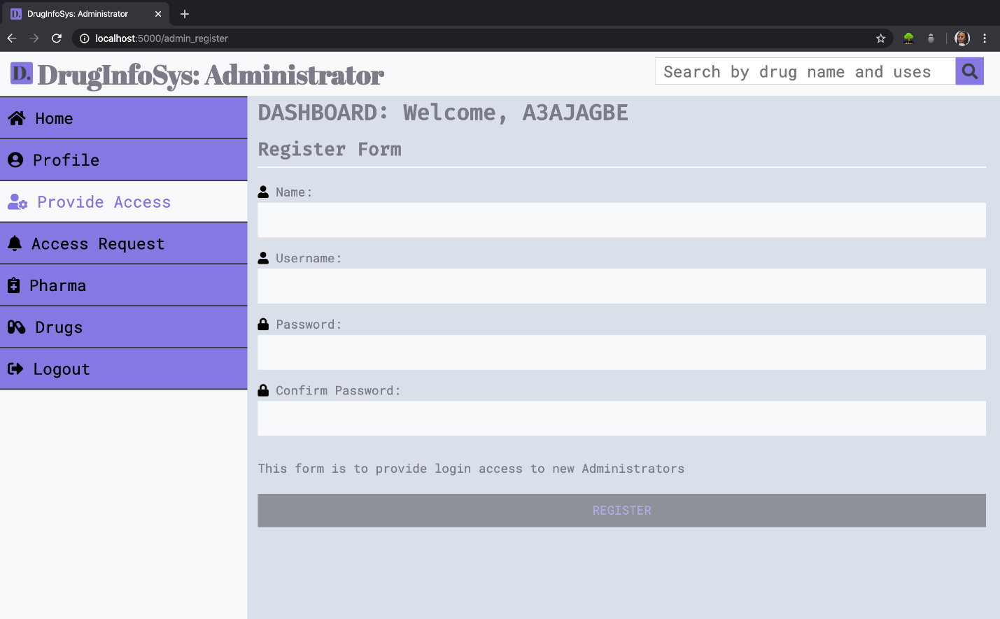 D. DrugInfoSys: Administrator
localhost:5000/admin_register
D. DrugInfoSys: Administrator
Search by drug name and uses
Home
Profile
Provide Access
Access Request
Pharma
Drugs
Logout
DASHBOARD: Welcome, A3AJAGBE
Register Form
Name:
Username:
Password:
Confirm Password:
This form is to provide login access to new Administrators
REGISTER